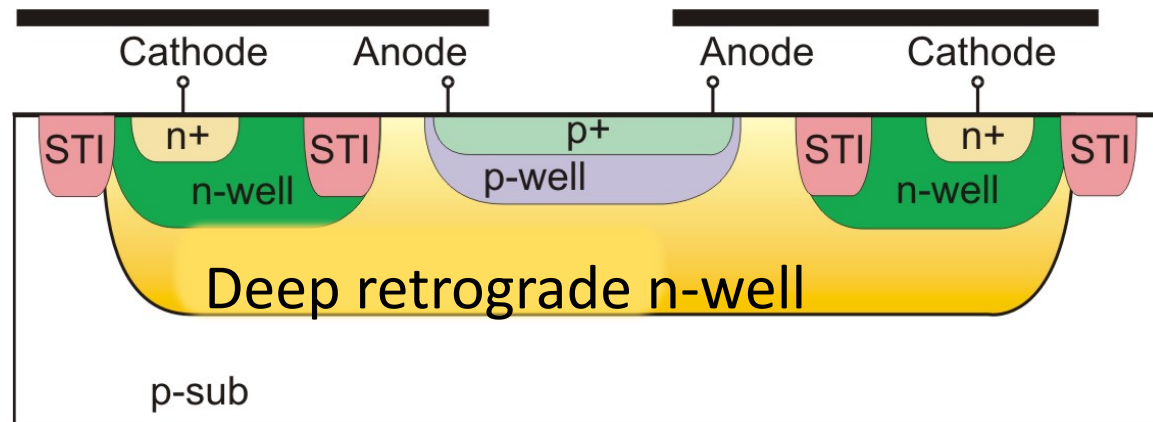 Cathode Anode Anode Cathode
STI n+ STI p+ STI n+ STI
n-well p-well n-well
Deep retrograde n-well
p-sub